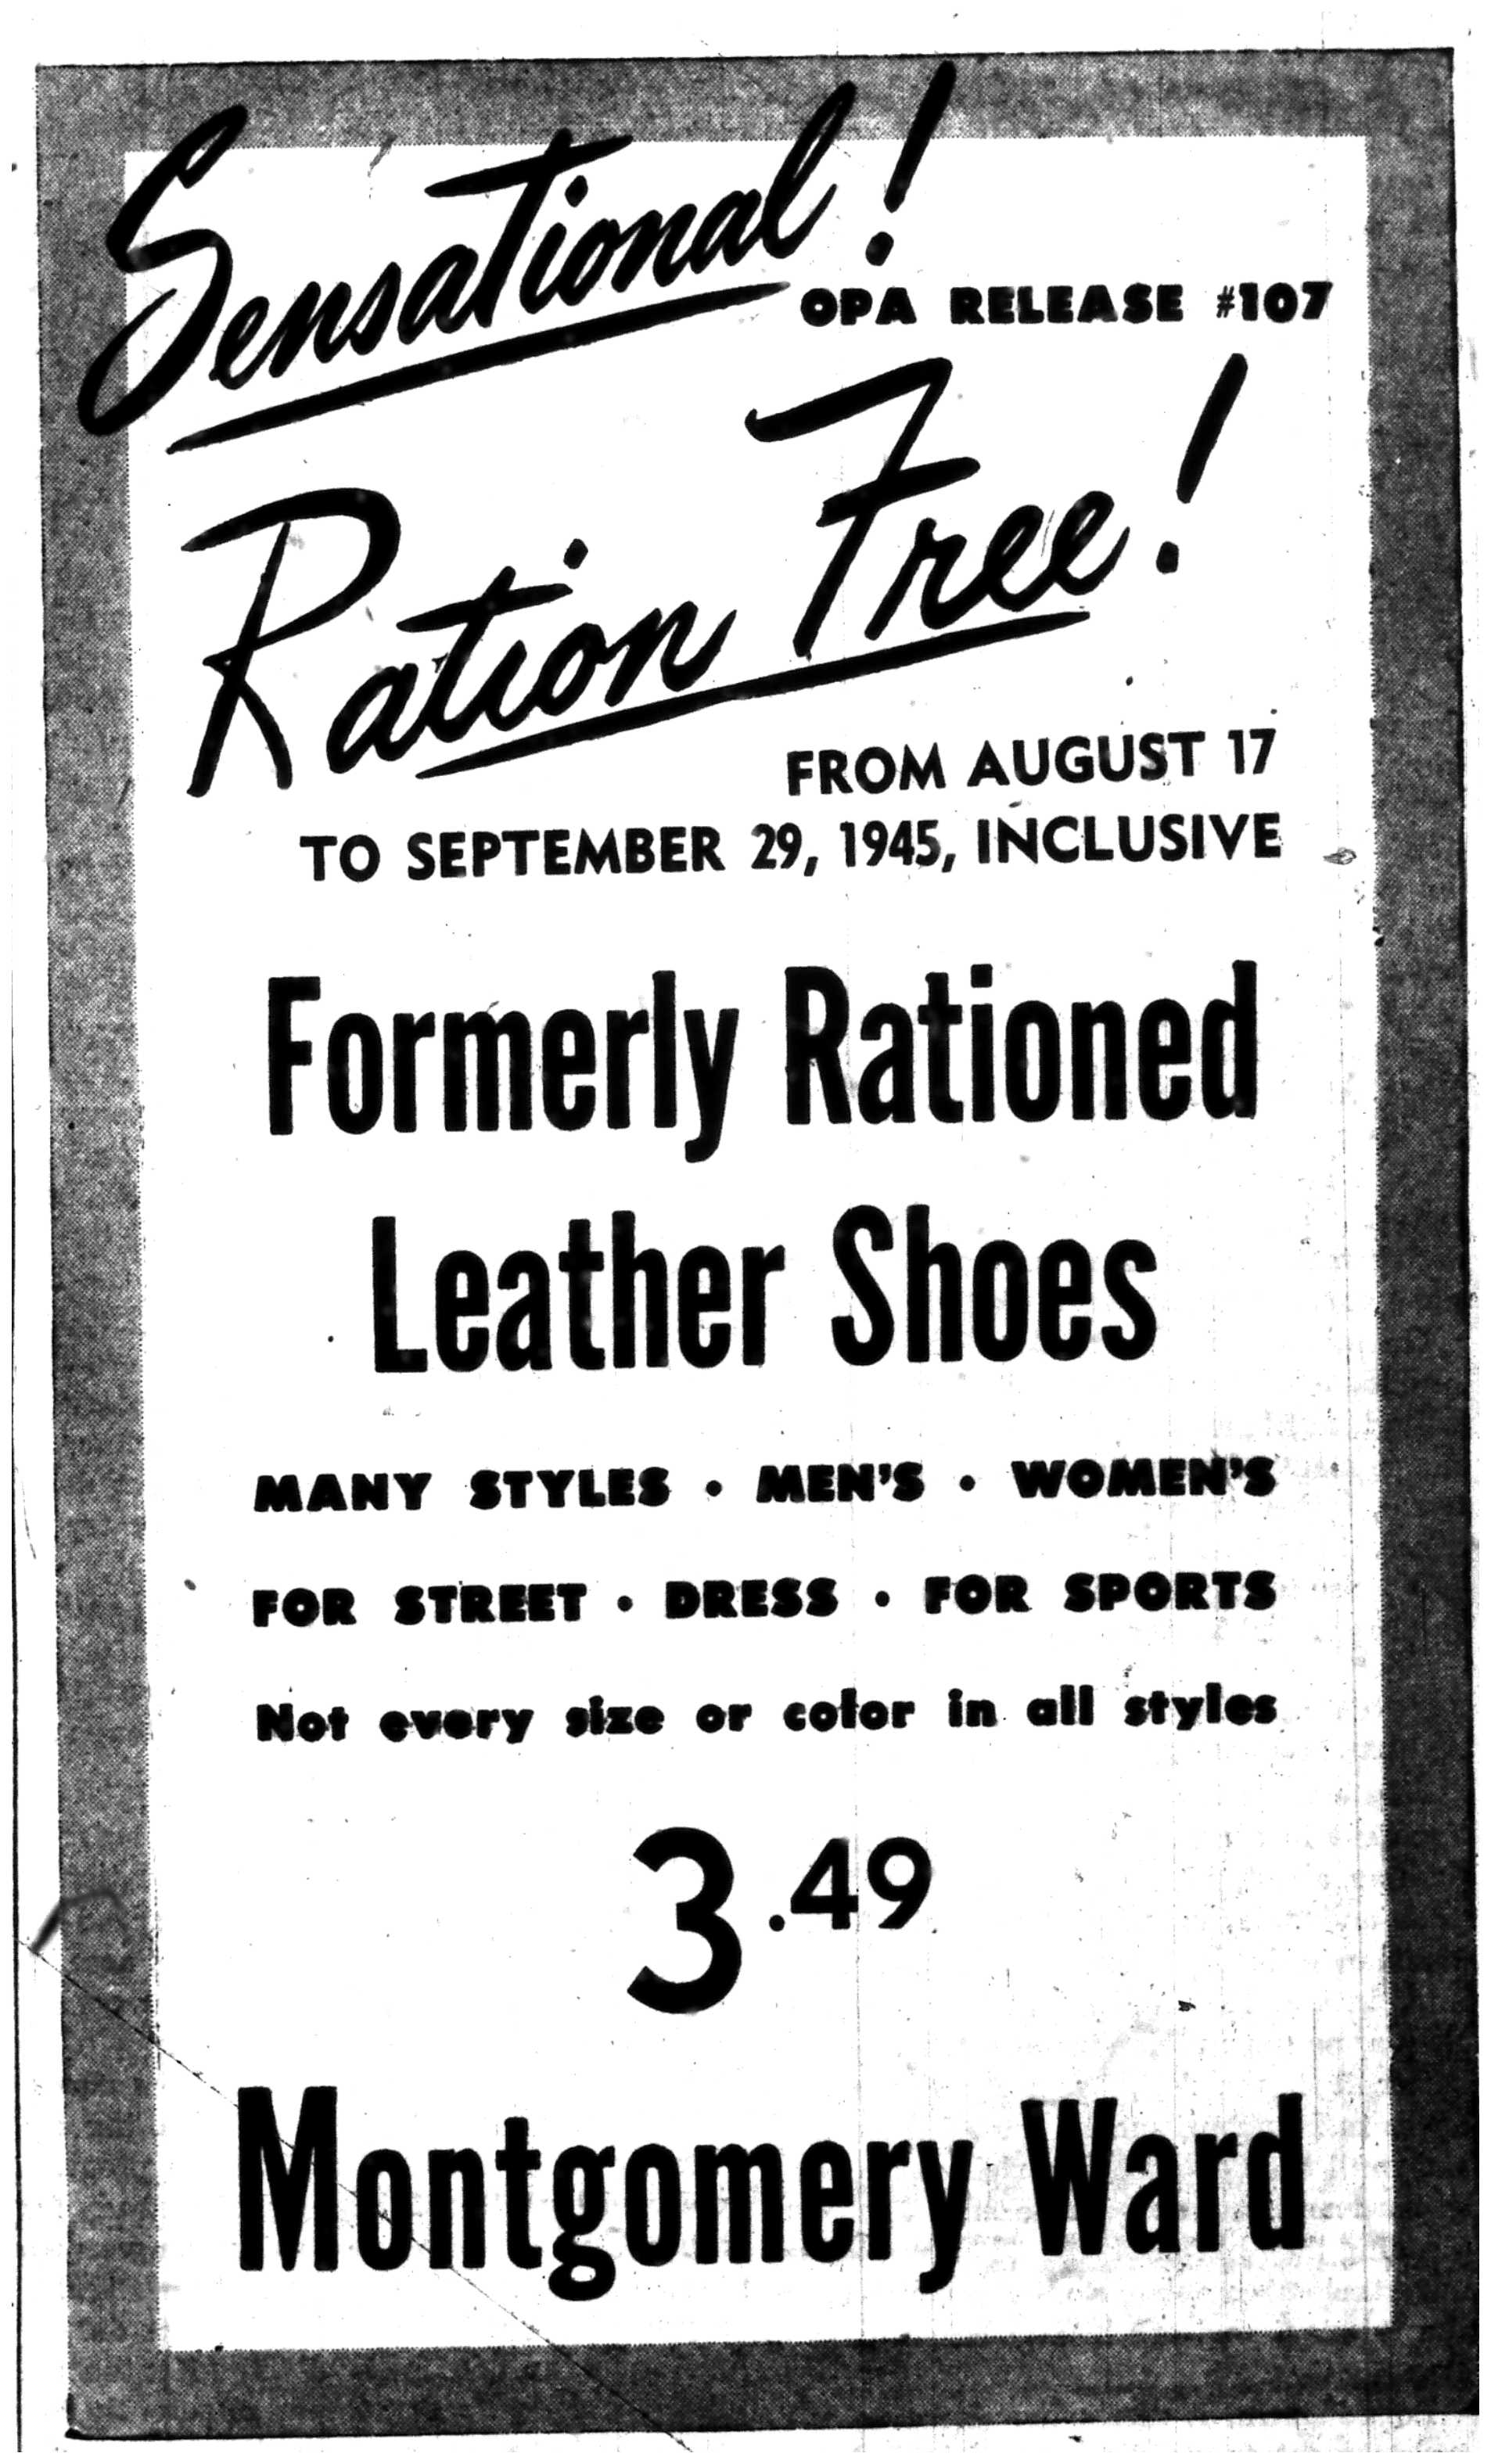 Sensational!
OPA RELEASE #107
Ration Free!
FROM AUGUST 17
TO SEPTEMBER 29, 1945, INCLUSIVE
Formerly Rationed
Leather Shoes
MANY STYLES • MEN'S • WOMEN'S
FOR STREET • DRESS • FOR SPORTS
Not every size or color in all styles
3.49
Montgomery Ward